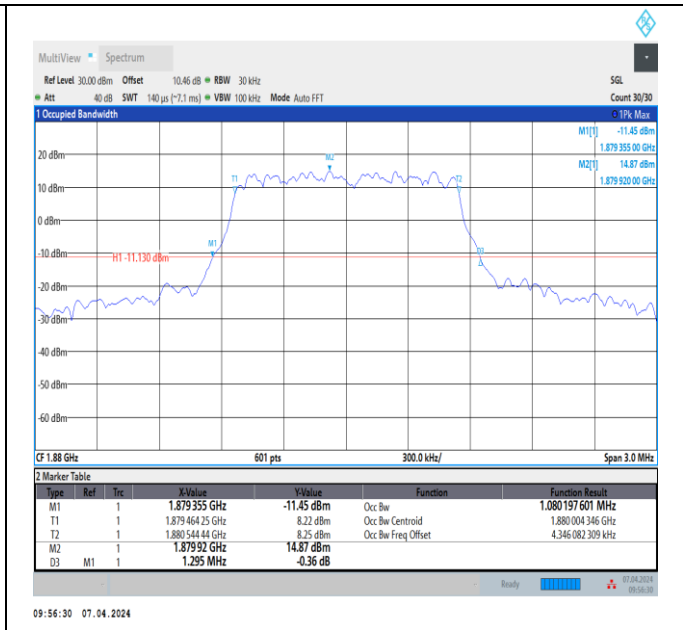 MultiView Spectrum
Ref Level 30.00 dBm Offset 10.46 dB RBW 30 kHz SGL
Att 40 dB SWT 140 µs (~7.1 ms) VBW 100 kHz Mode Auto FFT Count 30/30
1 Occupied Bandwidth 1Pk Max
M1[1] -11.45 dBm
1.879 355 00 GHz
M2[1] 14.87 dBm
1.879 920 00 GHz
20 dBm
M2
T1 T2
10 dBm
0 dBm
M1
D3
-10 dBm
H1 -11.130 dBm
-20 dBm
-30 dBm
-40 dBm
-50 dBm
-60 dBm
CF 1.88 GHz 601 pts 300.0 kHz/ Span 3.0 MHz
2 Marker Table
Type Ref Trc X-Value Y-Value Function Function Result
M1 1 1.879 355 GHz -11.45 dBm Occ Bw 1.080 197 601 MHz
T1 1 1.879 464 25 GHz 8.22 dBm Occ Bw Centroid 1.880 004 346 GHz
T2 1 1.880 544 44 GHz 8.25 dBm Occ Bw Freq Offset 4.346 082 309 kHz
M2 1 1.879 92 GHz 14.87 dBm
D3 M1 1 1.295 MHz -0.36 dB
Ready 07.04.2024
09:56:30
09:56:30 07.04.2024